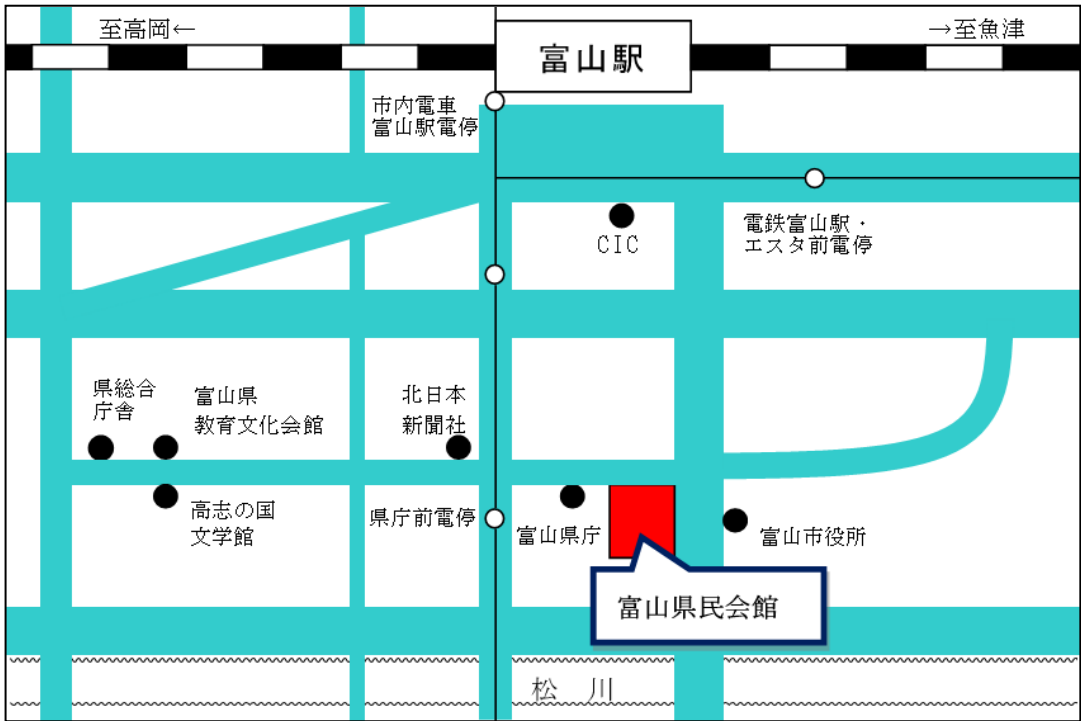 至高岡←
→至魚津
富山駅
市内電車
富山駅電停
CIC
電鉄富山駅・
エスタ前電停
県総合
庁舎
富山県
教育文化会館
北日本
新聞社
高志の国
文学館
県庁前電停
富山県庁
富山市役所
富山県民会館
松 川